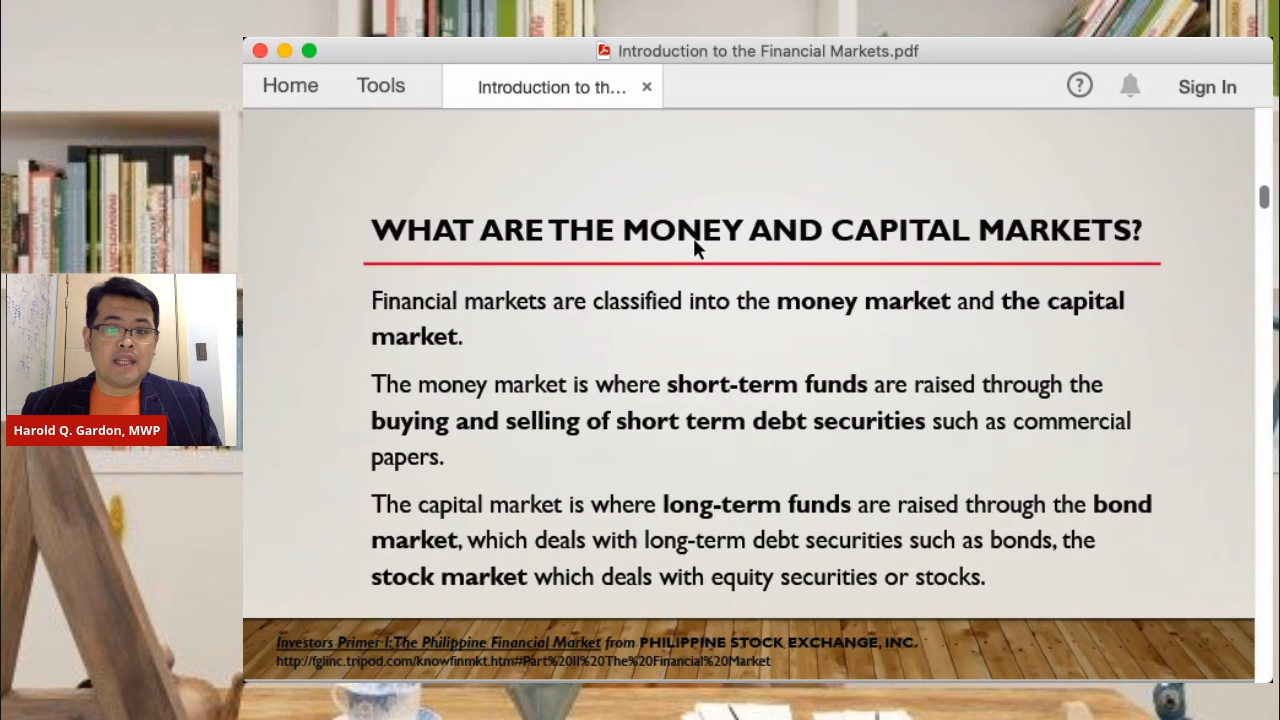 Introduction to the Financial Markets.pdf
Home Tools Introduction to th... × ? Sign In
WHAT ARE THE MONEY AND CAPITAL MARKETS?
Financial markets are classified into the money market and the capital
market.
The money market is where short-term funds are raised through the
buying and selling of short term debt securities such as commercial
papers.
The capital market is where long-term funds are raised through the bond
market, which deals with long-term debt securities such as bonds, the
stock market which deals with equity securities or stocks.
Harold Q. Gardon, MWP
Investors Primer I: The Philippine Financial Market from PHILIPPINE STOCK EXCHANGE, INC.
http://fglinc.tripod.com/knowfinmkt.htm#Part%20II%20The%20Financial%20Market